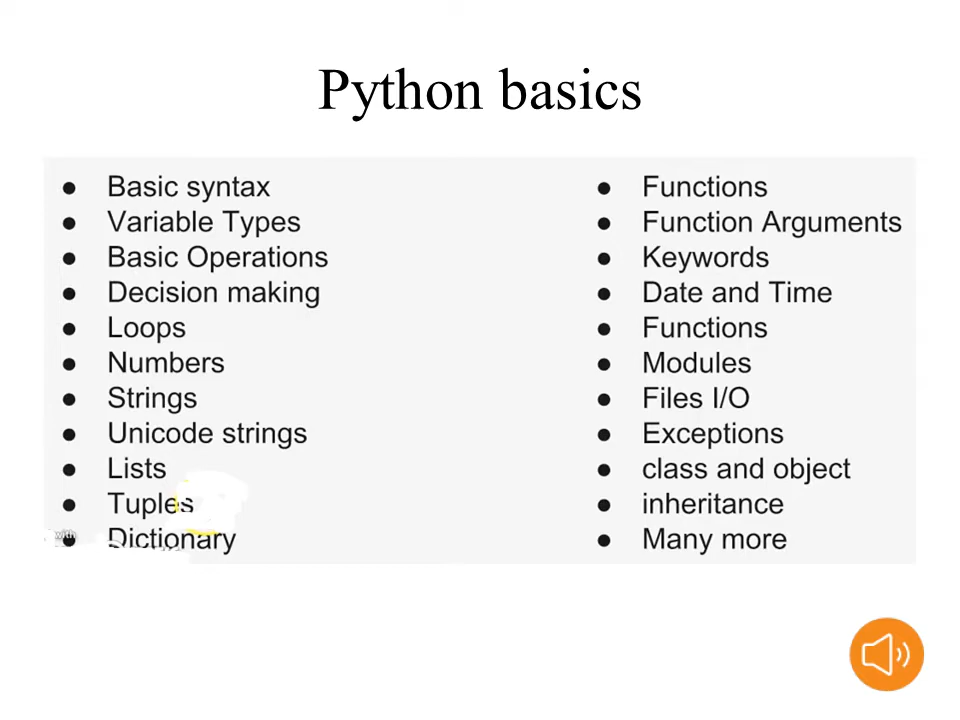 Python basics
Basic syntax
Variable Types
Basic Operations
Decision making
Loops
Numbers
Strings
Unicode strings
Lists
Tuples
Dictionary
Functions
Function Arguments
Keywords
Date and Time
Functions
Modules
Files I/O
Exceptions
class and object
inheritance
Many more
with